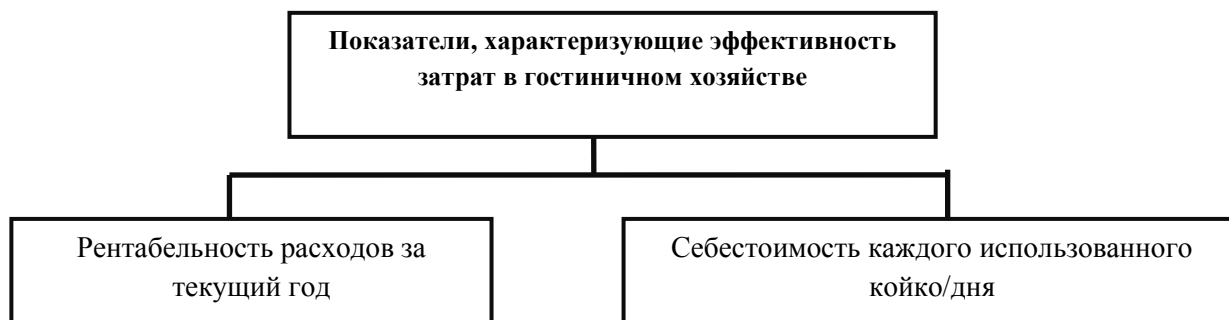 Показатели, характеризующие эффективность
затрат в гостиничном хозяйстве
Рентабельность расходов за
текущий год
Себестоимость каждого использованного
койко/дня